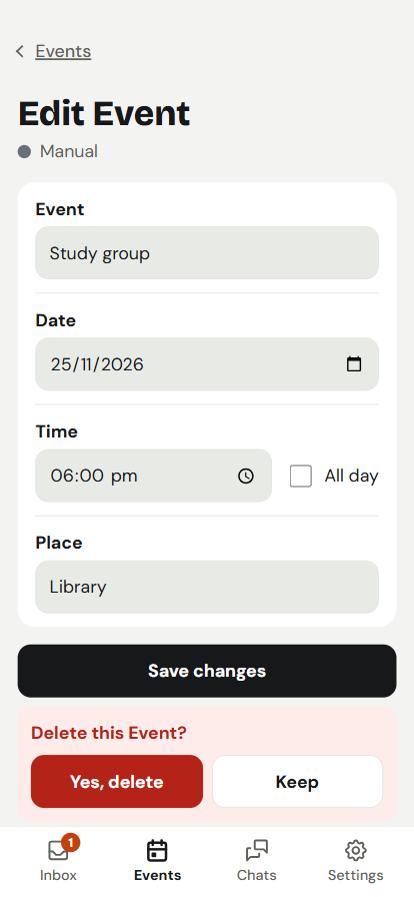 Events
Edit Event
Manual
Event
Study group
Date
25/11/2026
Time
06:00 pm
All day
Place
Library
Save changes
Delete this Event?
Yes, delete
Keep
1
Inbox
Events
Chats
Settings